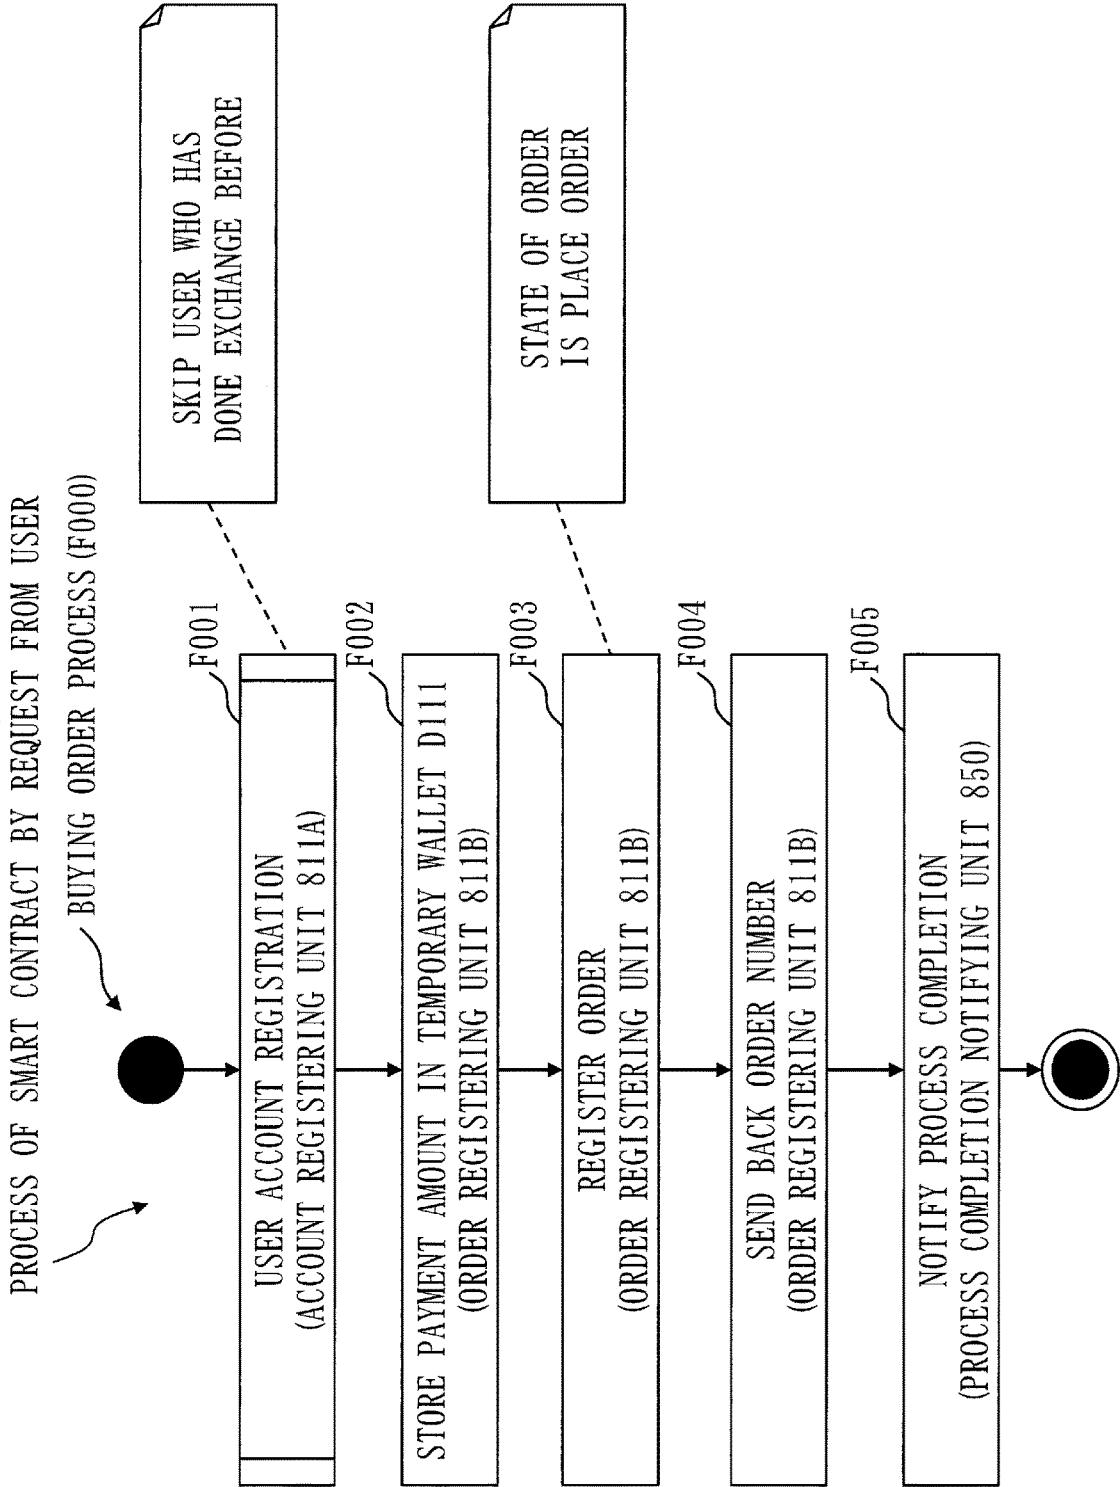 PROCESS OF SMART CONTRACT BY REQUEST FROM USER
BUYING ORDER PROCESS (F000)
F001
USER ACCOUNT REGISTRATION
(ACCOUNT REGISTERING UNIT 811A)
SKIP USER WHO HAS
DONE EXCHANGE BEFORE
F002
STORE PAYMENT AMOUNT IN TEMPORARY WALLET D111
(ORDER REGISTERING UNIT 811B)
F003
REGISTER ORDER
(ORDER REGISTERING UNIT 811B)
STATE OF ORDER
IS PLACE ORDER
F004
SEND BACK ORDER NUMBER
(ORDER REGISTERING UNIT 811B)
F005
NOTIFY PROCESS COMPLETION
(PROCESS COMPLETION NOTIFYING UNIT 850)